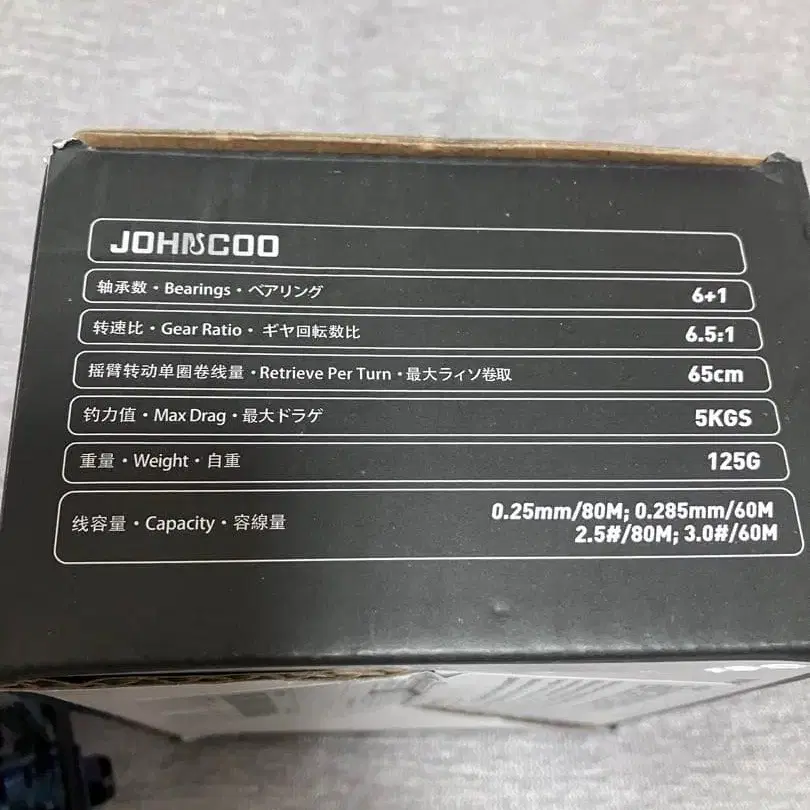 JOHNCOO
轴承数・Bearings・ベアリング 6+1
转速比・Gear Ratio・ギヤ回転数比 6.5:1
摇臂转动单圈卷线量・Retrieve Per Turn・最大ライソ卷取 65cm
钓力值・Max Drag・最大ドラゲ 5KGS
重量・Weight・自重 125G
线容量・Capacity・容線量 0.25mm/80M; 0.285mm/60M
2.5#/80M; 3.0#/60M